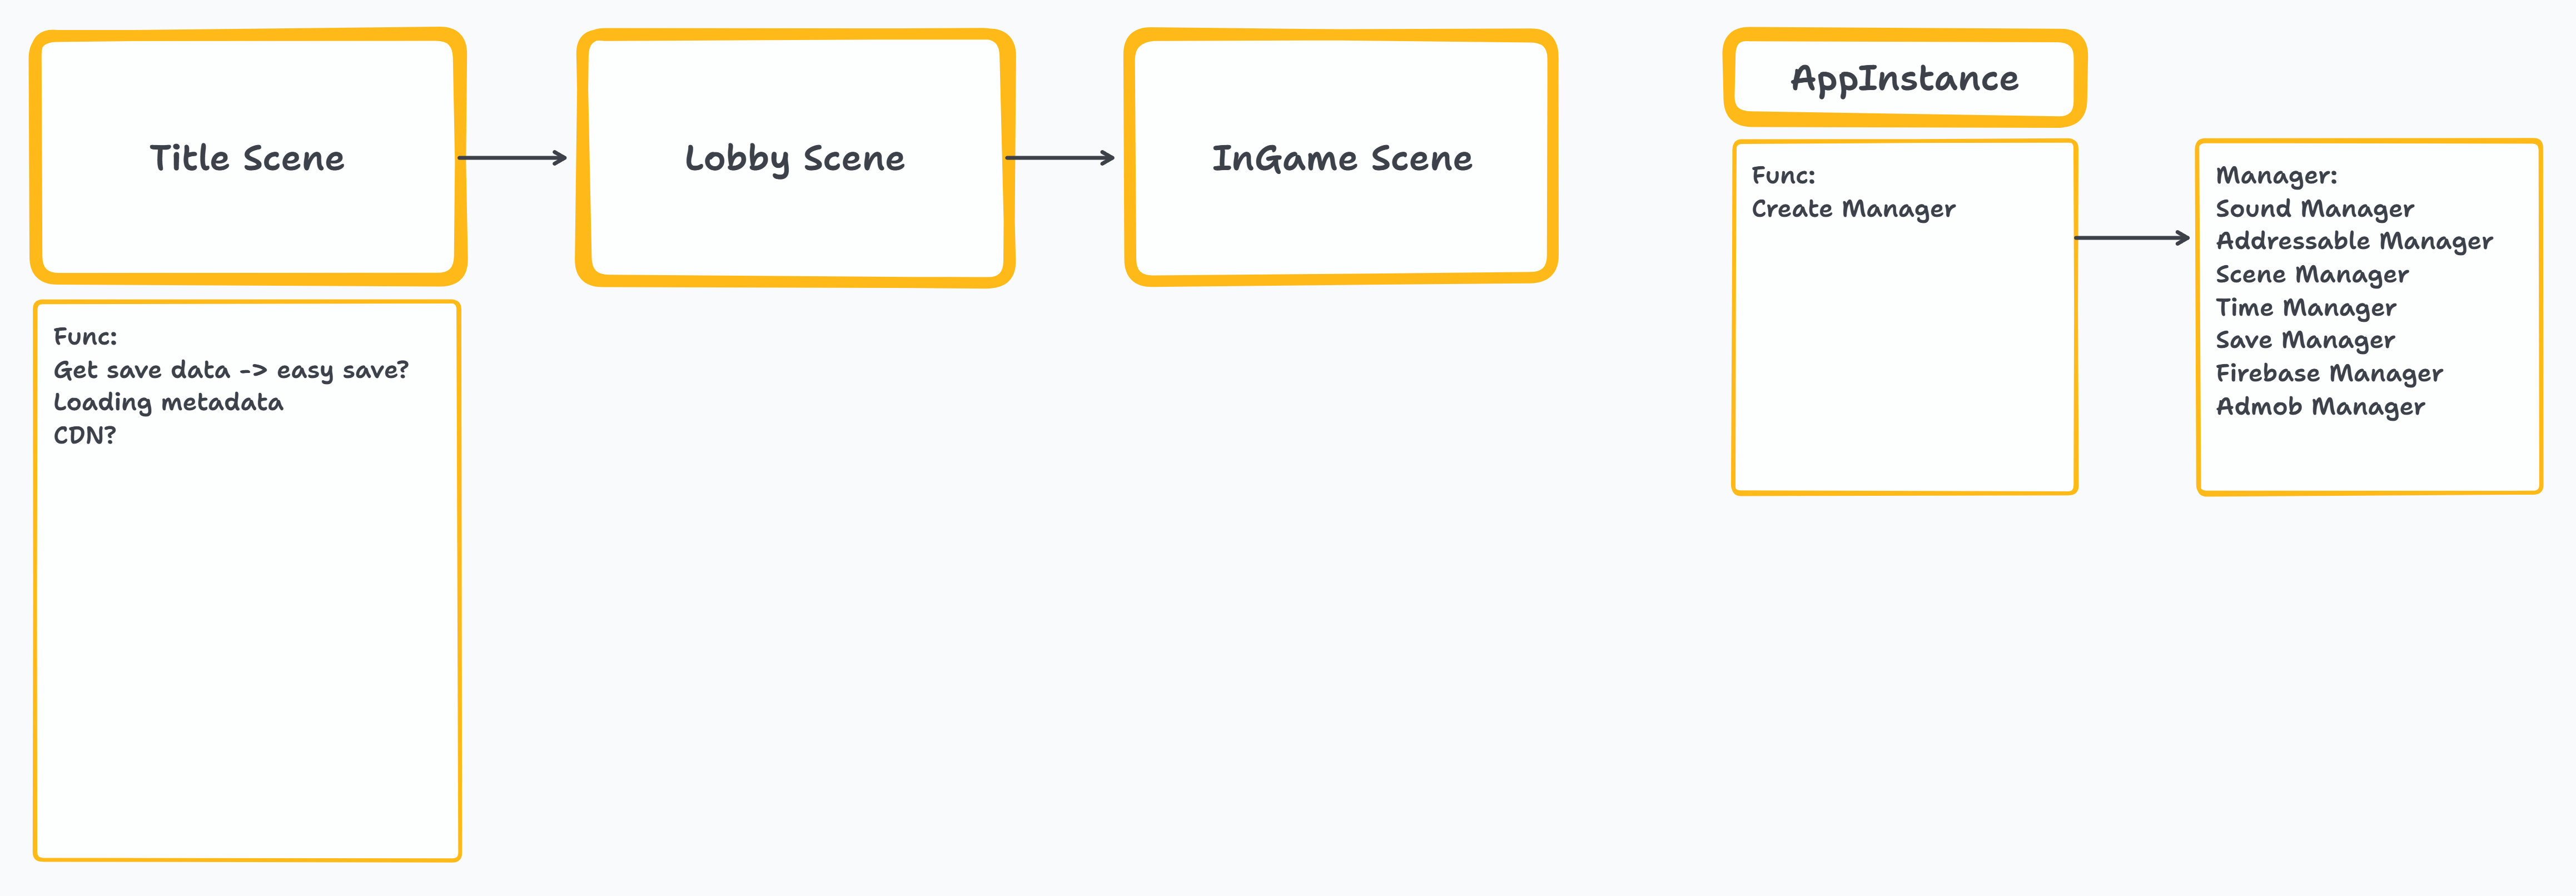 Title Scene
Lobby Scene
InGame Scene
AppInstance
Func:
Create Manager
Manager:
Sound Manager
Addressable Manager
Scene Manager
Time Manager
Save Manager
Firebase Manager
Admob Manager
Func:
Get save data -> easy save?
Loading metadata
CDN?